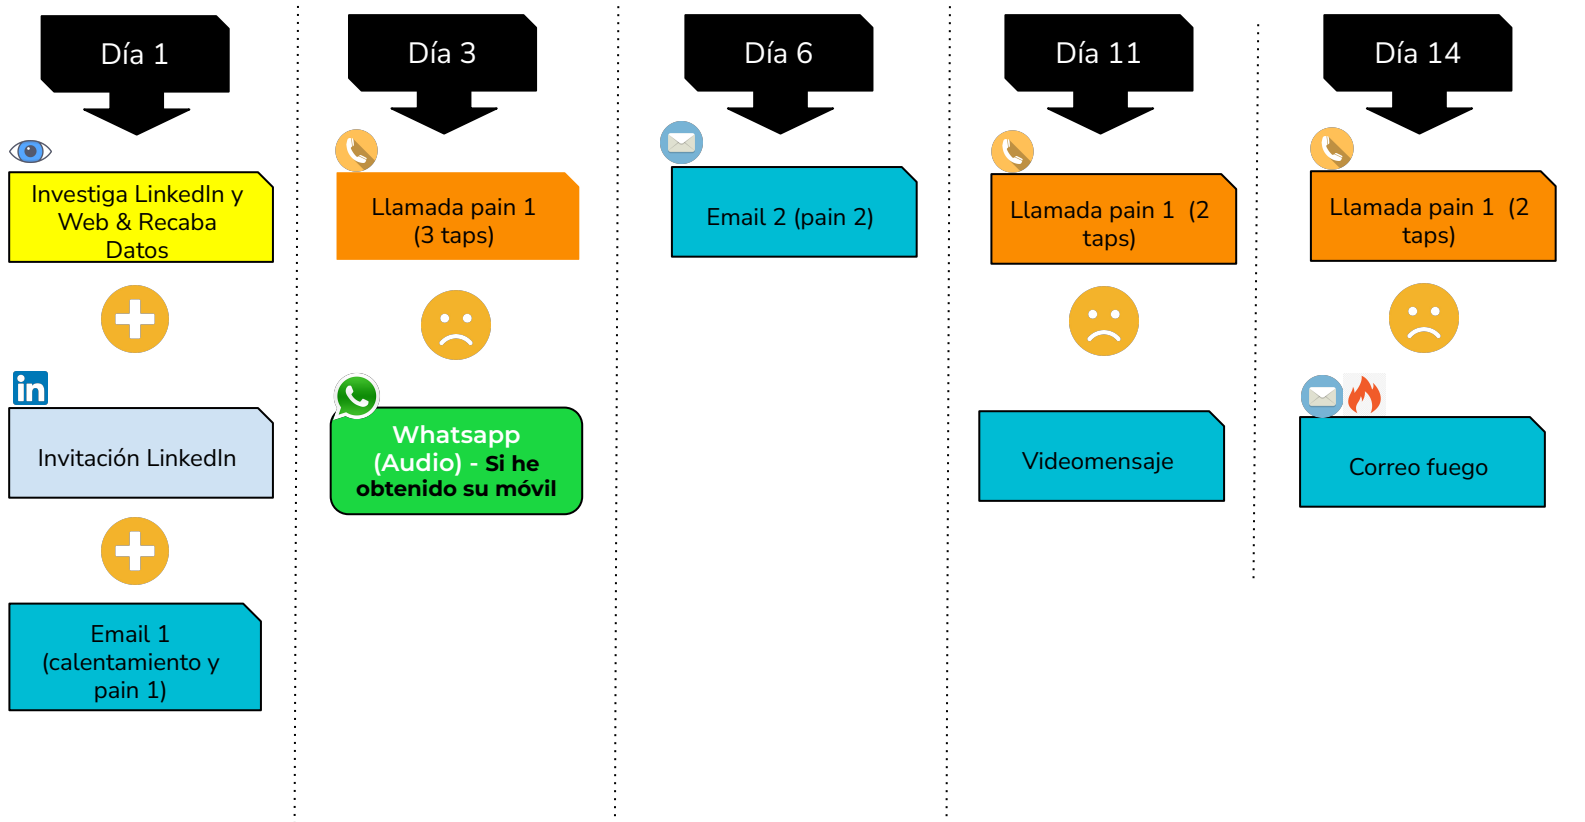 Día 1
Investiga LinkedIn y
Web & Recaba
Datos
in
Invitación LinkedIn
Email 1
(calentamiento y
pain 1)
Día 3
Llamada pain 1
(3 taps)
Whatsapp
(Audio) - Si he
obtenido su móvil
Día 6
Email 2 (pain 2)
Día 11
Llamada pain 1 (2
taps)
Videomensaje
Día 14
Llamada pain 1 (2
taps)
Correo fuego